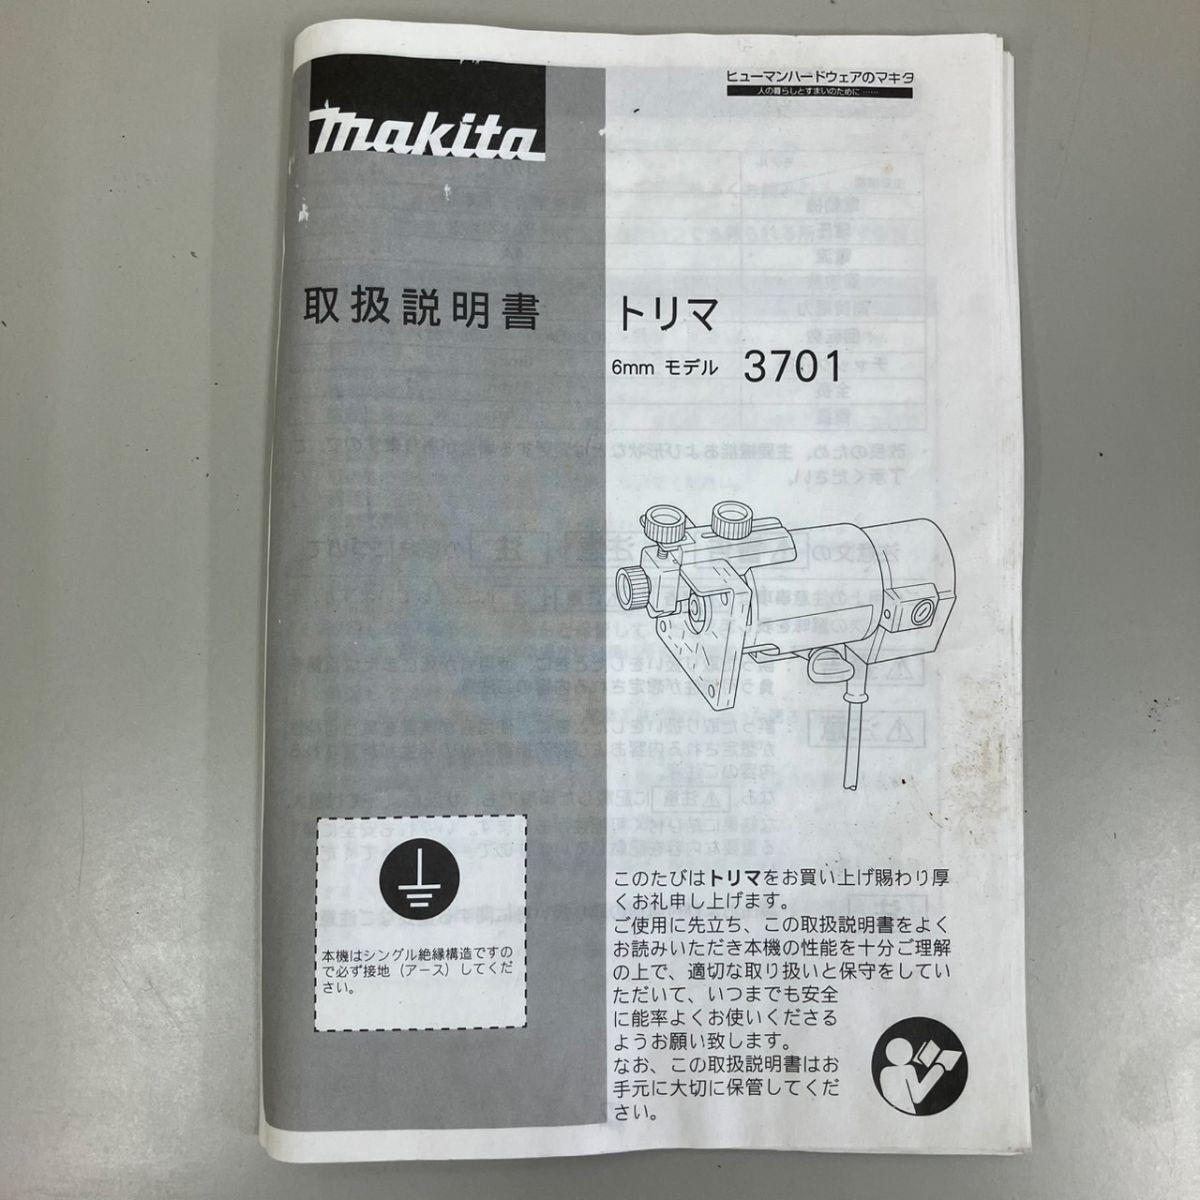 makita
ヒューマンハードウェアのマキタ
人の暮らしとすまいのために……
取扱説明書
トリマ
6mm モデル 3701
本機はシングル絶縁構造ですの
で必ず接地（アース）してくだ
さい。
このたびはトリマをお買い上げ賜わり厚
くお礼申し上げます。
ご使用に先立ち、この取扱説明書をよく
お読みいただき本機の性能を十分ご理解
の上で、適切な取り扱いと保守をしてい
ただいて、いつまでも安全
に能率よくお使いくださる
ようお願い致します。
なお、この取扱説明書はお
手元に大切に保管してくだ
さい。